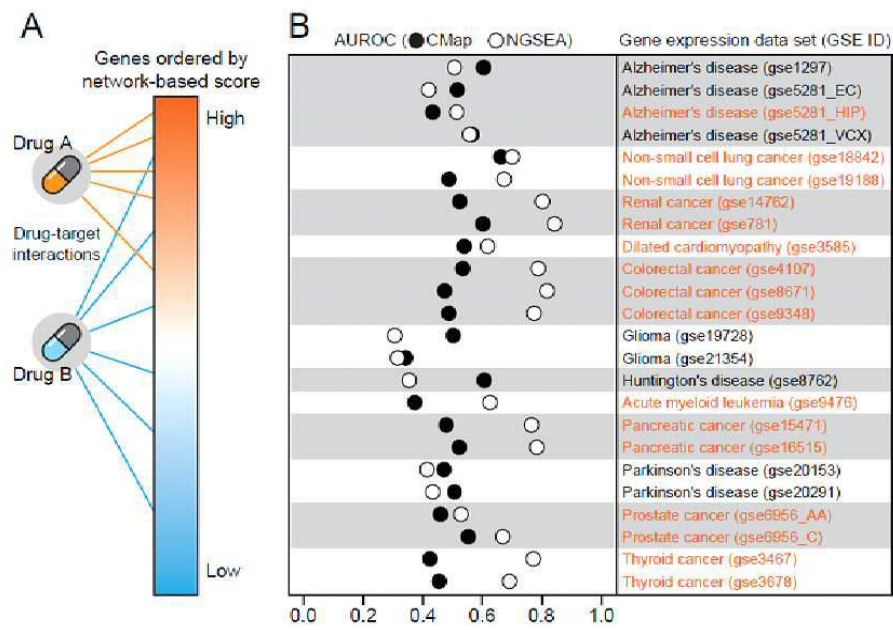 A
Genes ordered by
network-based score
High
Drug A
Drug-target
interactions
Drug B
Low
B
AUROC (●CMap ○NGSEA)
Gene expression data set (GSE ID)
Alzheimer's disease (gse1297)
Alzheimer's disease (gse5281_EC)
Alzheimer's disease (gse5281_HIP)
Alzheimer's disease (gse5281_VCX)
Non-small cell lung cancer (gse18842)
Non-small cell lung cancer (gse19188)
Renal cancer (gse14762)
Renal cancer (gse781)
Dilated cardiomyopathy (gse3585)
Colorectal cancer (gse4107)
Colorectal cancer (gse8671)
Colorectal cancer (gse9348)
Glioma (gse19728)
Glioma (gse21354)
Huntington's disease (gse8762)
Acute myeloid leukemia (gse9476)
Pancreatic cancer (gse15471)
Pancreatic cancer (gse16515)
Parkinson's disease (gse20153)
Parkinson's disease (gse20291)
Prostate cancer (gse6956_AA)
Prostate cancer (gse6956_C)
Thyroid cancer (gse3467)
Thyroid cancer (gse3678)
0.0 0.2 0.4 0.6 0.8 1.0